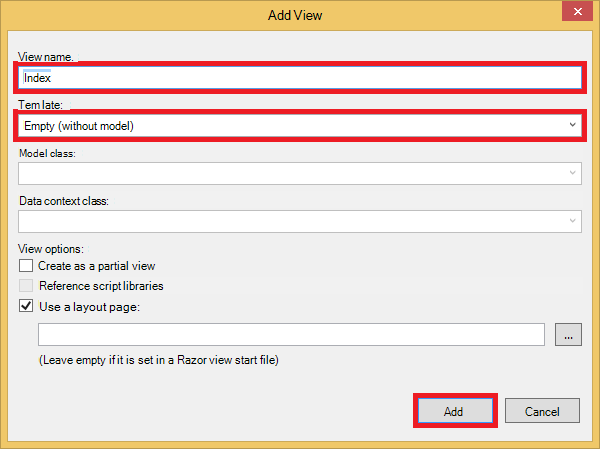 Add View
View name.
Index
Tem late:
Empty (without model)
Model class:
Data context class:
View options:
Create as a partial view
Reference script libraries
Use a layout page:
...
(Leave empty if it is set in a Razor view start file)
Add
Cancel